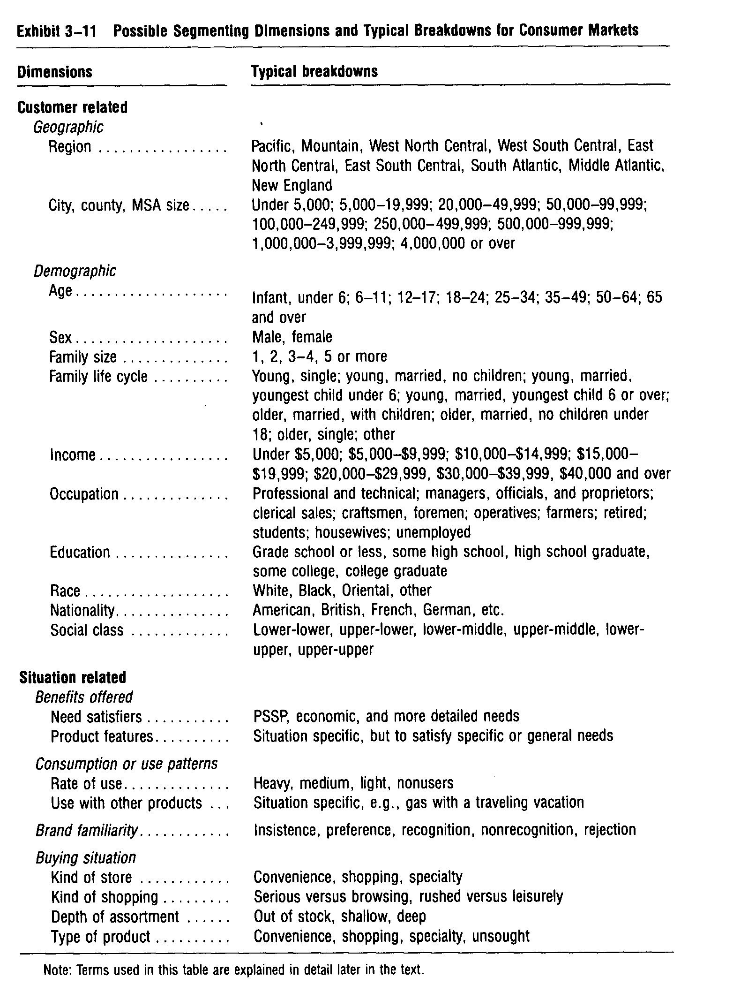 Exhibit 3–11 Possible Segmenting Dimensions and Typical Breakdowns for Consumer Markets
Dimensions Typical breakdowns
Customer related
Geographic
Region ................. Pacific, Mountain, West North Central, West South Central, East
North Central, East South Central, South Atlantic, Middle Atlantic,
New England
City, county, MSA size..... Under 5,000; 5,000–19,999; 20,000–49,999; 50,000–99,999;
100,000–249,999; 250,000–499,999; 500,000–999,999;
1,000,000–3,999,999; 4,000,000 or over
Demographic
Age.................... Infant, under 6; 6–11; 12–17; 18–24; 25–34; 35–49; 50–64; 65
and over
Sex.................... Male, female
Family size .............. 1, 2, 3–4, 5 or more
Family life cycle .......... Young, single; young, married, no children; young, married,
youngest child under 6; young, married, youngest child 6 or over;
older, married, with children; older, married, no children under
18; older, single; other
Income................. Under $5,000; $5,000–$9,999; $10,000–$14,999; $15,000–
$19,999; $20,000–$29,999, $30,000–$39,999, $40,000 and over
Occupation .............. Professional and technical; managers, officials, and proprietors;
clerical sales; craftsmen, foremen; operatives; farmers; retired;
students; housewives; unemployed
Education ............... Grade school or less, some high school, high school graduate,
some college, college graduate
Race ................... White, Black, Oriental, other
Nationality............... American, British, French, German, etc.
Social class ............. Lower-lower, upper-lower, lower-middle, upper-middle, lower-
upper, upper-upper
Situation related
Benefits offered
Need satisfiers ........... PSSP, economic, and more detailed needs
Product features.......... Situation specific, but to satisfy specific or general needs
Consumption or use patterns
Rate of use.............. Heavy, medium, light, nonusers
Use with other products ... Situation specific, e.g., gas with a traveling vacation
Brand familiarity............ Insistence, preference, recognition, nonrecognition, rejection
Buying situation
Kind of store ............ Convenience, shopping, specialty
Kind of shopping ......... Serious versus browsing, rushed versus leisurely
Depth of assortment ...... Out of stock, shallow, deep
Type of product .......... Convenience, shopping, specialty, unsought
Note: Terms used in this table are explained in detail later in the text.